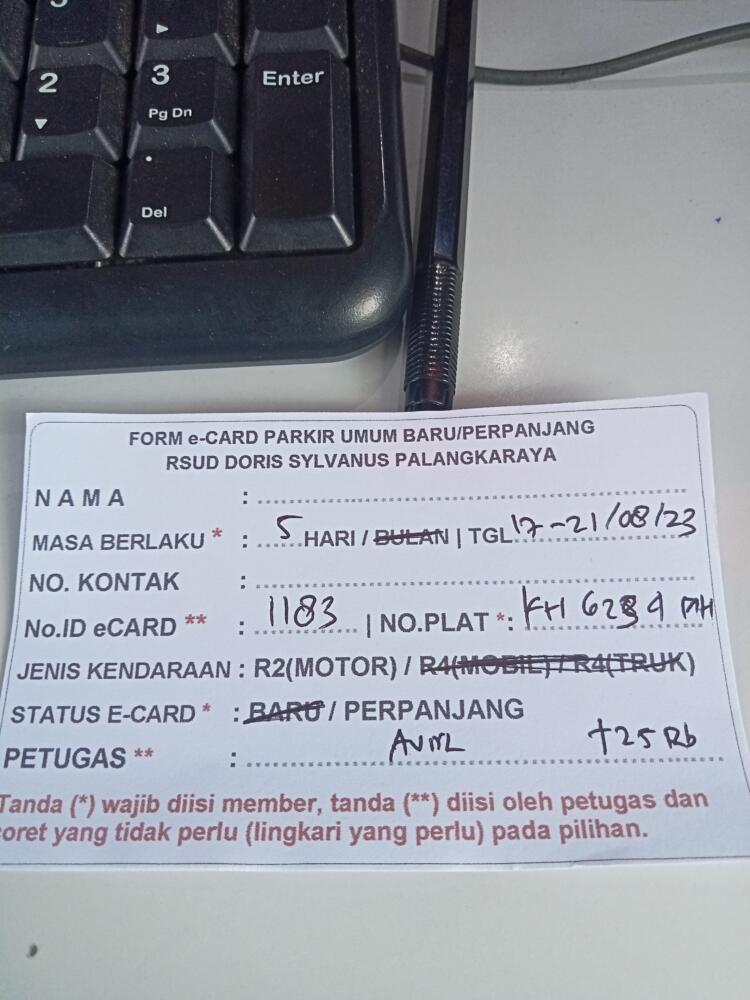 2
3
Enter
Pg Dn
Del
FORM e-CARD PARKIR UMUM BARU/PERPANJANG
RSUD DORIS SYLVANUS PALANGKARAYA
NAMA :
MASA BERLAKU * : 5 HARI / BULAN | TGL 17-21/08/23
NO. KONTAK :
No.ID eCARD ** : 1183 | NO.PLAT *: KH
JENIS KENDARAAN : R2(MOTOR) / R4(MOBIL) / R4(TRUK)
STATUS E-CARD * : BARU / PERPANJANG
PETUGAS ** : +25 Rb
Tanda (*) wajib diisi member, tanda (**) diisi oleh petugas dan
coret yang tidak perlu (lingkari yang perlu) pada pilihan.